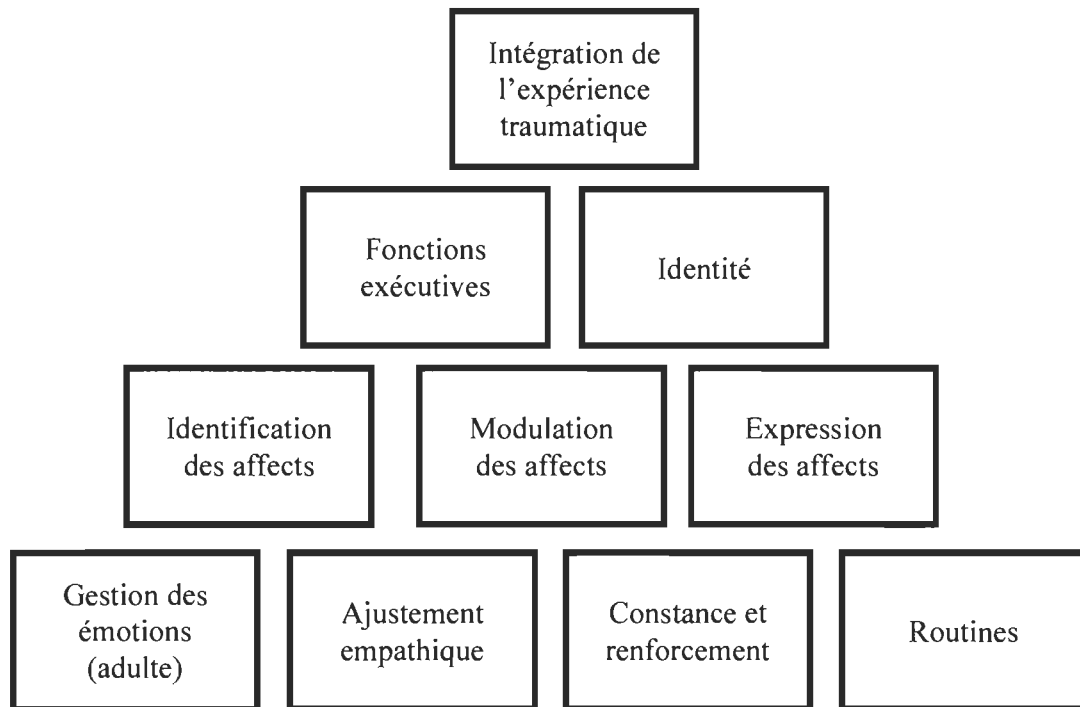 Intégration de
l'expérience
traumatique
Fonctions
exécutives
Identité
Identification
des affects
Modulation
des affects
Expression
des affects
Gestion des
émotions
(adulte)
Ajustement
empathique
Constance et
renforcement
Routines